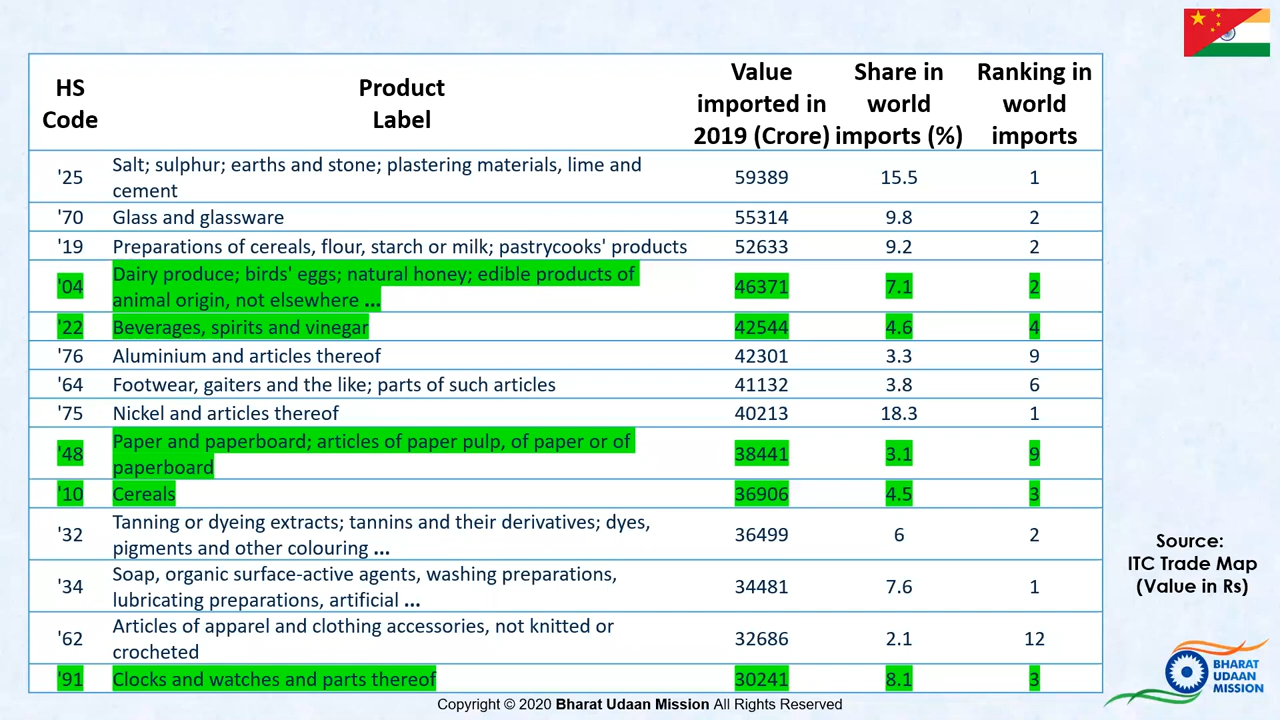 HS Code
Product Label
Value imported in 2019 (Crore)
Share in world imports (%)
Ranking in world imports
'25 Salt; sulphur; earths and stone; plastering materials, lime and cement 59389 15.5 1
'70 Glass and glassware 55314 9.8 2
'19 Preparations of cereals, flour, starch or milk; pastrycooks' products 52633 9.2 2
'04 Dairy produce; birds' eggs; natural honey; edible products of animal origin, not elsewhere ... 46371 7.1 2
'22 Beverages, spirits and vinegar 42544 4.6 4
'76 Aluminium and articles thereof 42301 3.3 9
'64 Footwear, gaiters and the like; parts of such articles 41132 3.8 6
'75 Nickel and articles thereof 40213 18.3 1
'48 Paper and paperboard; articles of paper pulp, of paper or of paperboard 38441 3.1 9
'10 Cereals 36906 4.5 3
'32 Tanning or dyeing extracts; tannins and their derivatives; dyes, pigments and other colouring ... 36499 6 2
'34 Soap, organic surface-active agents, washing preparations, lubricating preparations, artificial ... 34481 7.6 1
'62 Articles of apparel and clothing accessories, not knitted or crocheted 32686 2.1 12
'91 Clocks and watches and parts thereof 30241 8.1 3
Source:
ITC Trade Map
(Value in Rs)
BHARAT
UDAAN
MISSION
Copyright © 2020 Bharat Udaan Mission All Rights Reserved